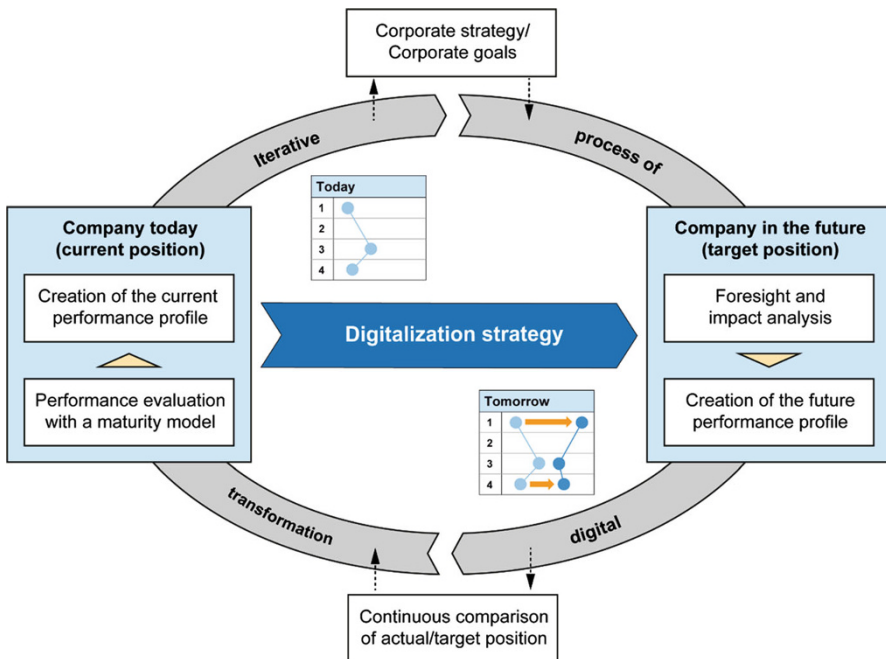 Corporate strategy/
Corporate goals
Iterative
process of
Today
1
2
3
4
Company today
(current position)
Creation of the current
performance profile
Performance evaluation
with a maturity model
Digitalization strategy
Company in the future
(target position)
Foresight and
impact analysis
Creation of the future
performance profile
Tomorrow
1
2
3
4
transformation
digital
Continuous comparison
of actual/target position